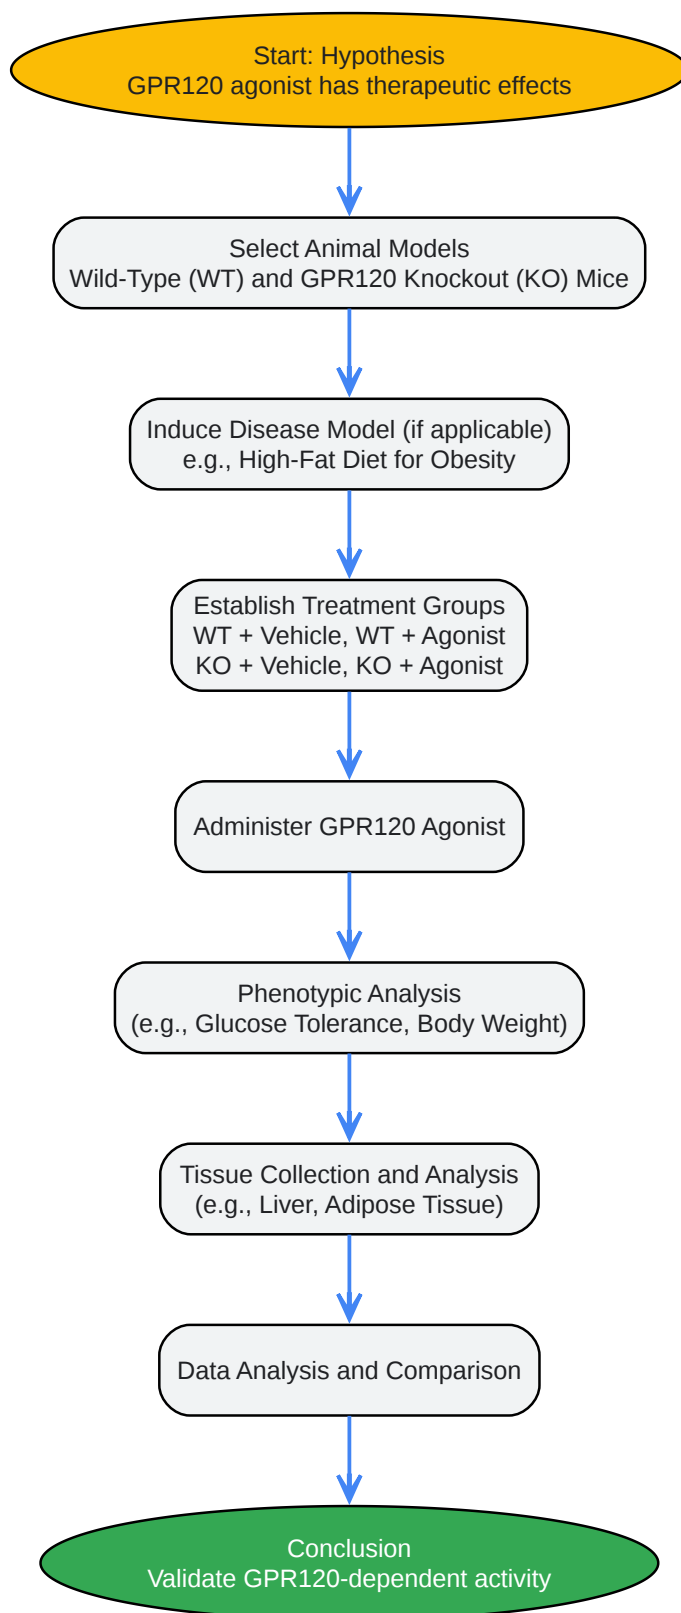 Start: Hypothesis
GPR120 agonist has therapeutic effects
Select Animal Models
Wild-Type (WT) and GPR120 Knockout (KO) Mice
Induce Disease Model (if applicable)
e.g., High-Fat Diet for Obesity
Establish Treatment Groups
WT + Vehicle, WT + Agonist
KO + Vehicle, KO + Agonist
Administer GPR120 Agonist
Phenotypic Analysis
(e.g., Glucose Tolerance, Body Weight)
Tissue Collection and Analysis
(e.g., Liver, Adipose Tissue)
Data Analysis and Comparison
Conclusion
Validate GPR120-dependent activity